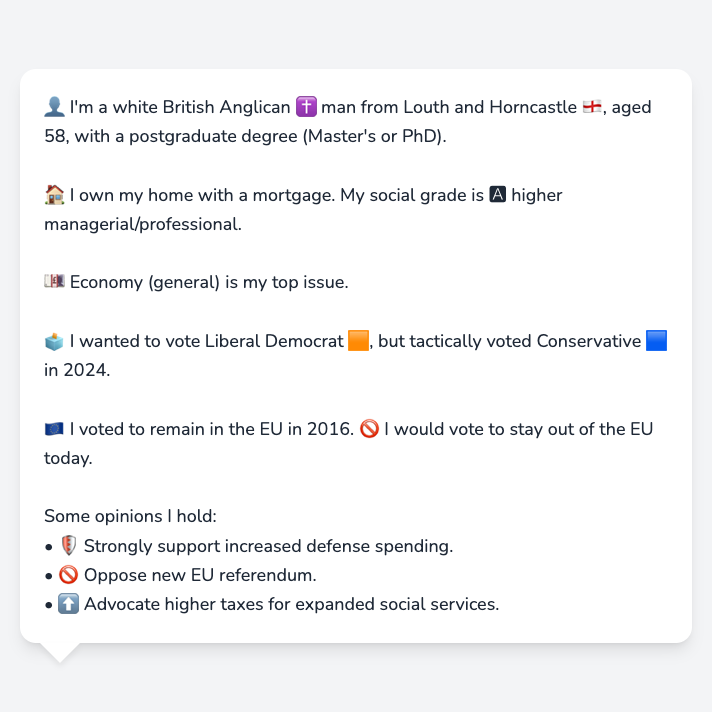 👤 I'm a white British Anglican ✝️ man from Louth and Horncastle 🏴󠁧󠁢󠁥󠁮󠁧󠁿, aged
58, with a postgraduate degree (Master's or PhD).
🏠 I own my home with a mortgage. My social grade is 🅰 higher
managerial/professional.
💷 Economy (general) is my top issue.
🗳️ I wanted to vote Liberal Democrat 🟧, but tactically voted Conservative 🟦
in 2024.
🇪🇺 I voted to remain in the EU in 2016. 🚫 I would vote to stay out of the EU
today.
Some opinions I hold:
• 🛡️ Strongly support increased defense spending.
• 🚫 Oppose new EU referendum.
• ⬆️ Advocate higher taxes for expanded social services.